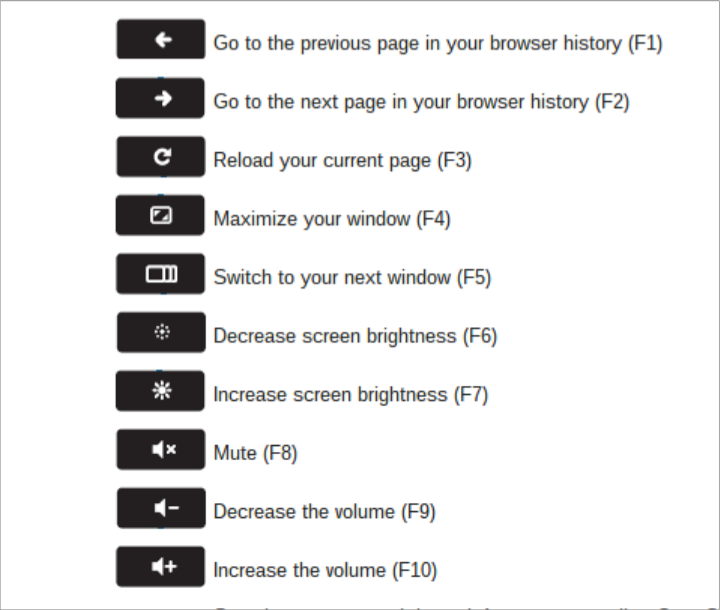 Go to the previous page in your browser history (F1)
Go to the next page in your browser history (F2)
Reload your current page (F3)
Maximize your window (F4)
Switch to your next window (F5)
Decrease screen brightness (F6)
Increase screen brightness (F7)
Mute (F8)
Decrease the volume (F9)
Increase the volume (F10)